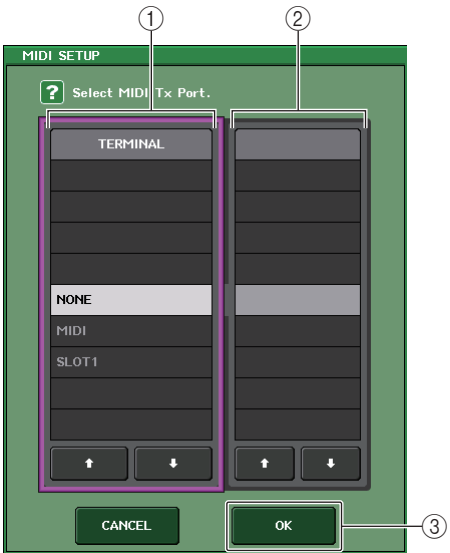 ① ②
MIDI SETUP
? Select MIDI Tx Port.
TERMINAL
NONE
MIDI
SLOT1
CANCEL OK ③